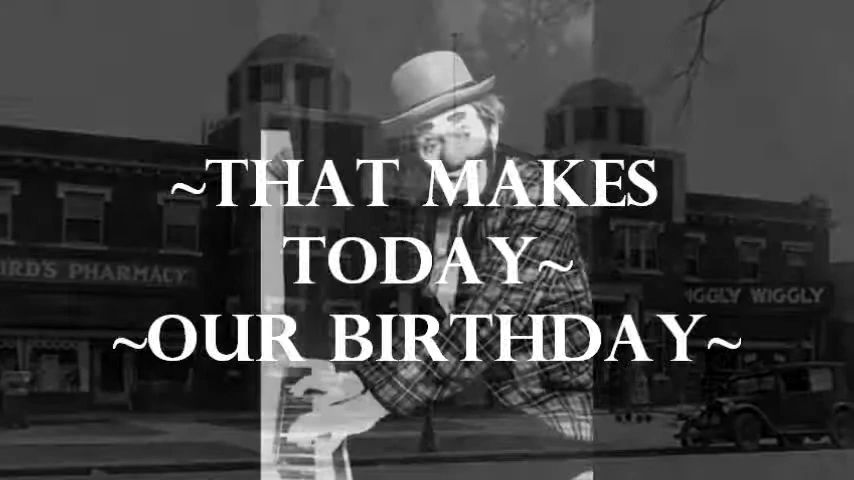 ~THAT MAKES
TODAY~
~OUR BIRTHDAY~
IRD'S PHARMACY
IGGLY WIGGLY